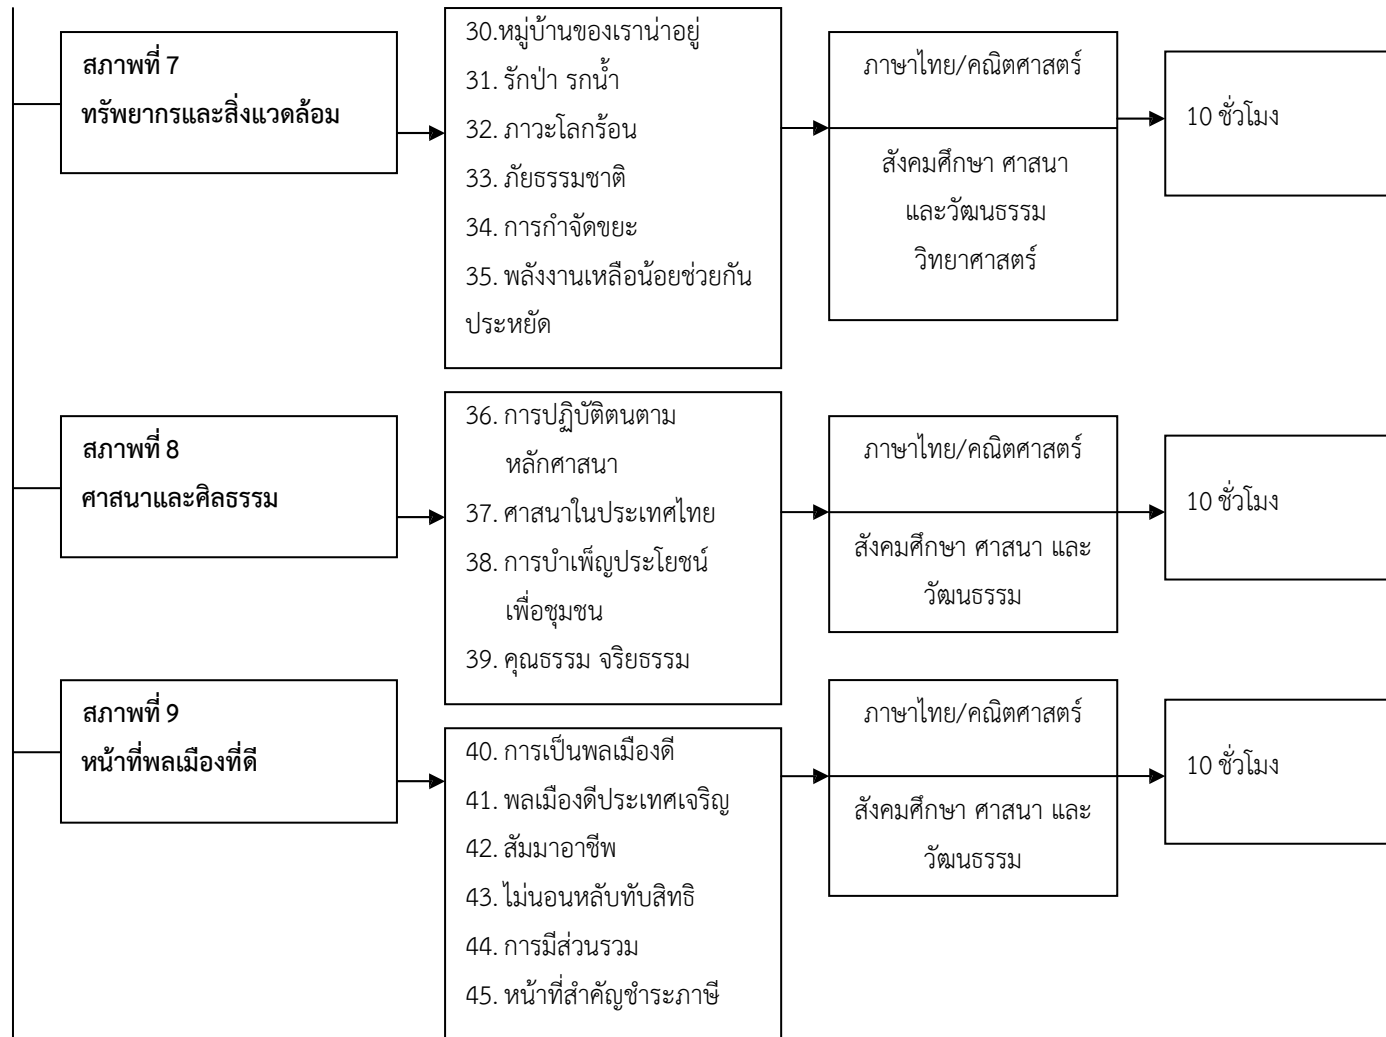 สภาพที่ 7
ทรัพยากรและสิ่งแวดล้อม
30.หมู่บ้านของเราน่าอยู่
31. รักป่า รกน้ำ
32. ภาวะโลกร้อน
33. ภัยธรรมชาติ
34. การกำจัดขยะ
35. พลังงานเหลือน้อยช่วยกัน
ประหยัด
ภาษาไทย/คณิตศาสตร์
สังคมศึกษา ศาสนา
และวัฒนธรรม
วิทยาศาสตร์
10 ชั่วโมง
สภาพที่ 8
ศาสนาและศิลธรรม
36. การปฏิบัติตนตาม
หลักศาสนา
37. ศาสนาในประเทศไทย
38. การบำเพ็ญประโยชน์
เพื่อชุมชน
39. คุณธรรม จริยธรรม
ภาษาไทย/คณิตศาสตร์
สังคมศึกษา ศาสนา และ
วัฒนธรรม
10 ชั่วโมง
สภาพที่ 9
หน้าที่พลเมืองที่ดี
40. การเป็นพลเมืองดี
41. พลเมืองดีประเทศเจริญ
42. สัมมาอาชีพ
43. ไม่นอนหลับทับสิทธิ
44. การมีส่วนรวม
45. หน้าที่สำคัญชำระภาษี
ภาษาไทย/คณิตศาสตร์
สังคมศึกษา ศาสนา และ
วัฒนธรรม
10 ชั่วโมง